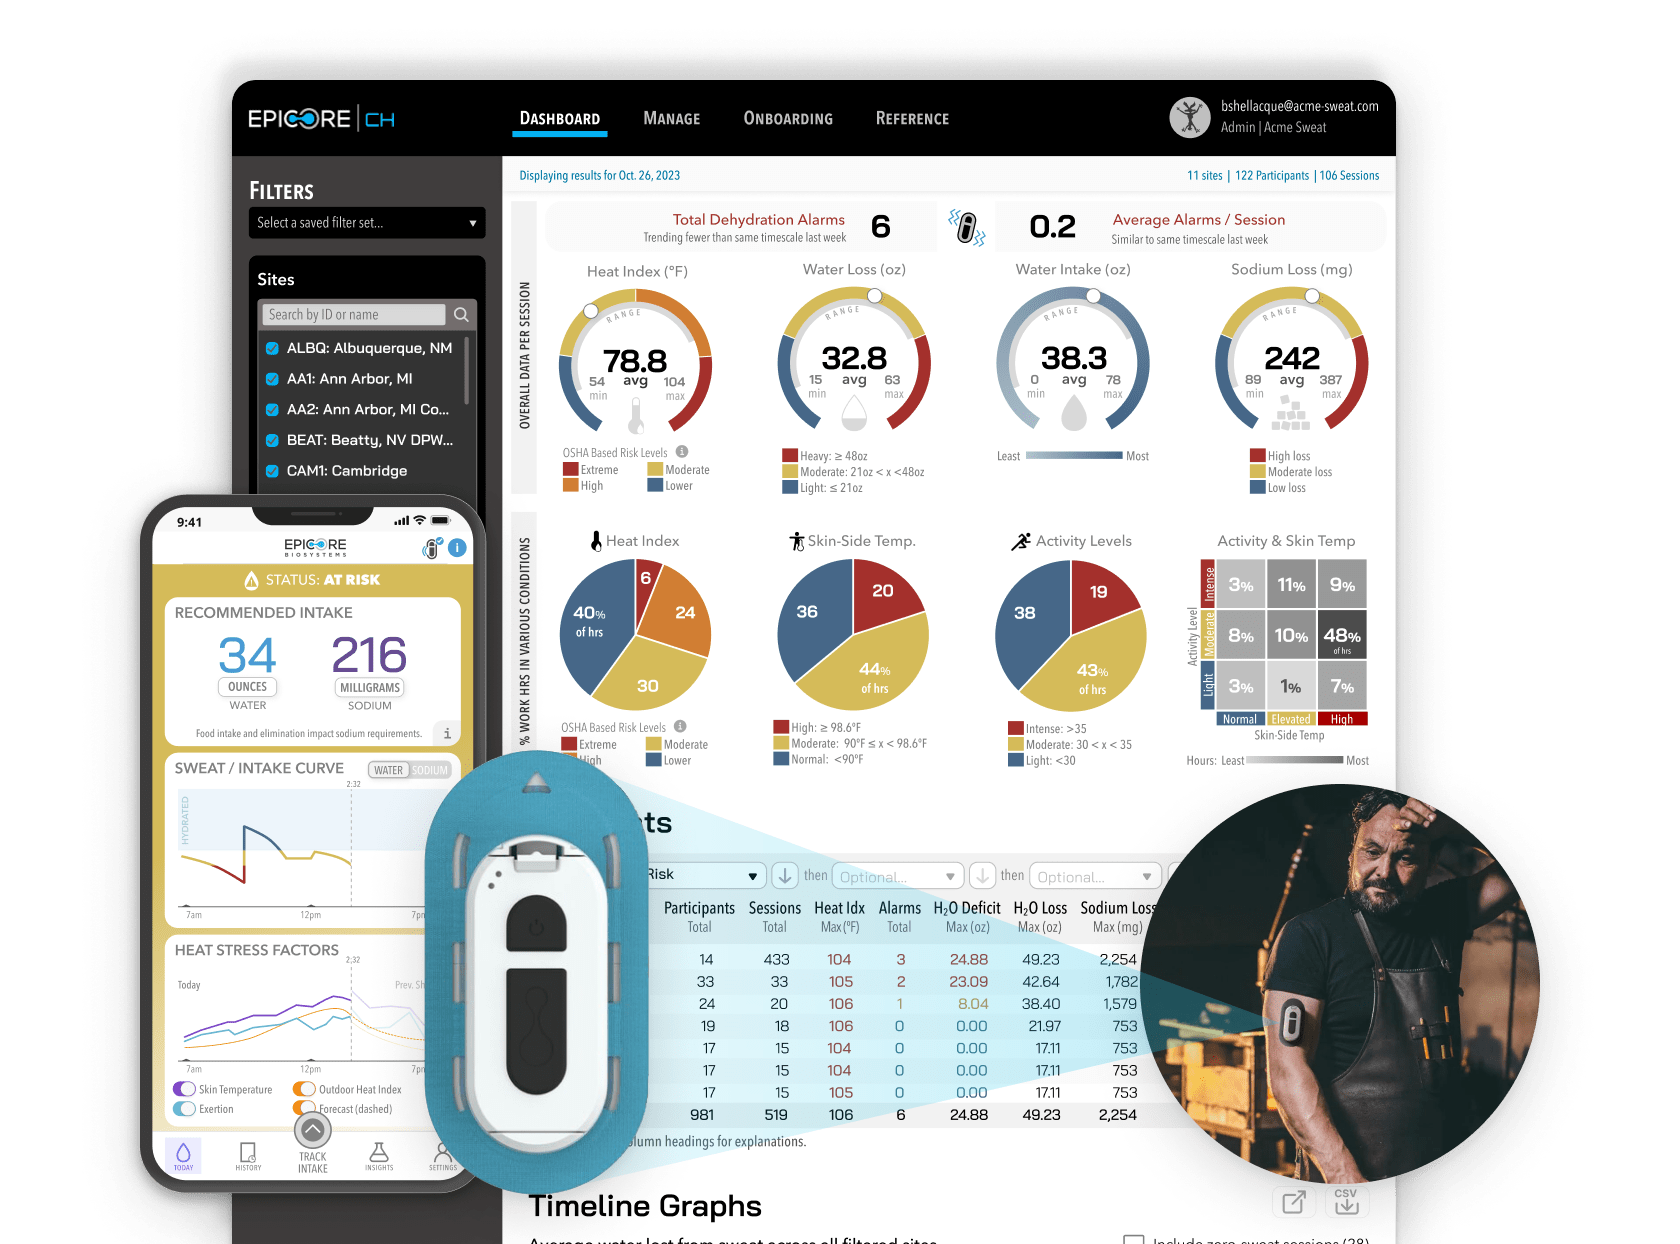 EPICORE | CH
DASHBOARD
MANAGE
ONBOARDING
REFERENCE
bshellacque@acme-sweat.com
Admin | Acme Sweat
FILTERS
Select a saved filter set...
Sites
Search by ID or name
ALBQ: Albuquerque, NM
AA1: Ann Arbor, MI
AA2: Ann Arbor, MI Co...
BEAT: Beatty, NV DPW...
CAM1: Cambridge
Displaying results for Oct. 26, 2023
11 sites | 122 Participants | 106 Sessions
Total Dehydration Alarms
Trending fewer than same timescale last week
6
0.2
Average Alarms / Session
Similar to same timescale last week
OVERALL DATA PER SESSION
Heat Index (°F)
RANGE
78.8
avg
54
min
104
max
OSHA Based Risk Levels i
Extreme
Moderate
High
Lower
Water Loss (oz)
RANGE
32.8
avg
15
min
63
max
Heavy: ≥ 48oz
Moderate: 21oz < x <48oz
Light: ≤ 21oz
Water Intake (oz)
RANGE
38.3
avg
0
min
78
max
Least
Most
Sodium Loss (mg)
RANGE
242
avg
89
min
387
max
High loss
Moderate loss
Low loss
% WORK HRS IN VARIOUS CONDITIONS
Heat Index
6
24
30
40%
of hrs
OSHA Based Risk Levels i
Extreme
Moderate
High
Lower
Skin-Side Temp.
20
44%
of hrs
36
High: ≥ 98.6°F
Moderate: 90°F ≤ x < 98.6°F
Normal: <90°F
Activity Levels
19
43%
of hrs
38
Intense: >35
Moderate: 30 < x < 35
Light: <30
Activity & Skin Temp
Activity Level
Intense
Moderate
Light
3% 11% 9%
8% 10% 48%
of hrs
3% 1% 7%
Normal Elevated High
Skin-Side Temp
Hours: Least
Most
ts
Risk
then
Optional...
then
Optional...
Participants Sessions Heat Idx Alarms H₂O Deficit H₂O Loss Sodium Loss
Total Total Max (°F) Total Max (oz) Max (oz) Max (mg)
14 433 104 3 24.88 49.23 2,254
33 33 105 2 23.09 42.64 1,782
24 20 106 1 8.04 38.40 1,579
19 18 106 0 0.00 21.97 753
17 15 104 0 0.00 17.11 753
17 15 104 0 0.00 17.11 753
17 15 105 0 0.00 17.11 753
981 519 106 6 24.88 49.23 2,254
lumn headings for explanations.
Timeline Graphs
CSV
9:41
EPICORE
BIOSYSTEMS
i
STATUS: AT RISK
RECOMMENDED INTAKE
34
OUNCES
WATER
216
MILLIGRAMS
SODIUM
Food intake and elimination impact sodium requirements.
i
SWEAT / INTAKE CURVE
WATER SODIUM
2:32
HYDRATED
7am 12pm 7pm
HEAT STRESS FACTORS
2:32
Today
Prev. Sh
7am 12pm 7pm
Skin Temperature
Outdoor Heat Index
Exertion
Forecast (dashed)
TODAY
HISTORY
TRACK
INTAKE
INSIGHTS
SETTINGS